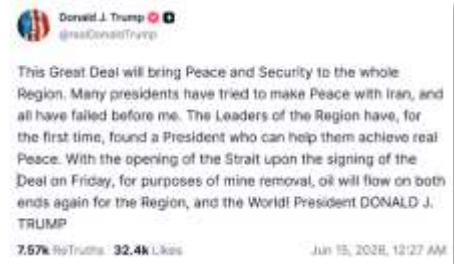 Donald J. Trump
@realDonaldTrump
This Great Deal will bring Peace and Security to the whole
Region. Many presidents have tried to make Peace with Iran, and
all have failed before me. The Leaders of the Region have, for
the first time, found a President who can help them achieve real
Peace. With the opening of the Strait upon the signing of the
Deal on Friday, for purposes of mine removal, oil will flow on both
ends again for the Region, and the World! President DONALD J.
TRUMP
7.57k ReTruths 32.4k Likes
Jun 15, 2026, 12:27 AM